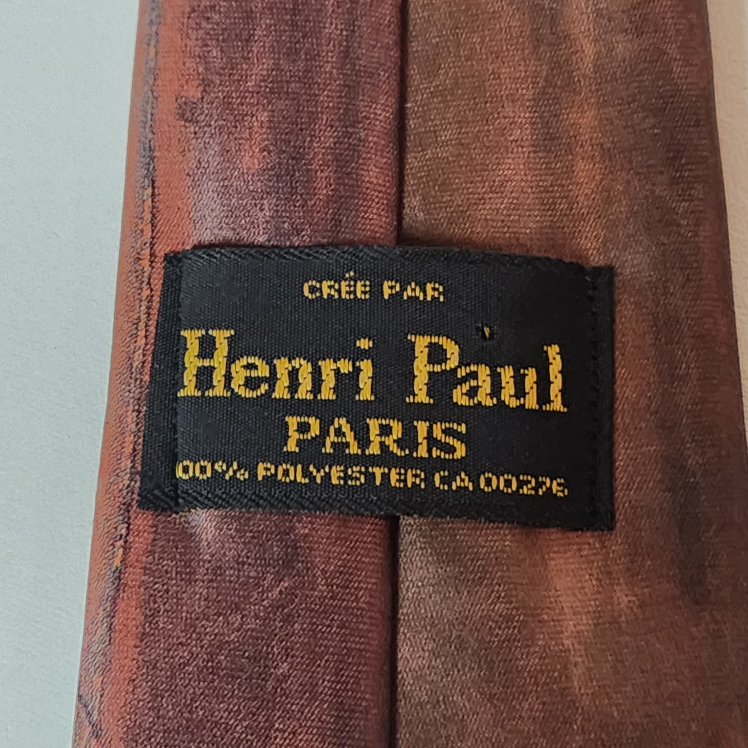 CRÉE PAR
Henri Paul
PARIS
00% POLYESTER CA 00276